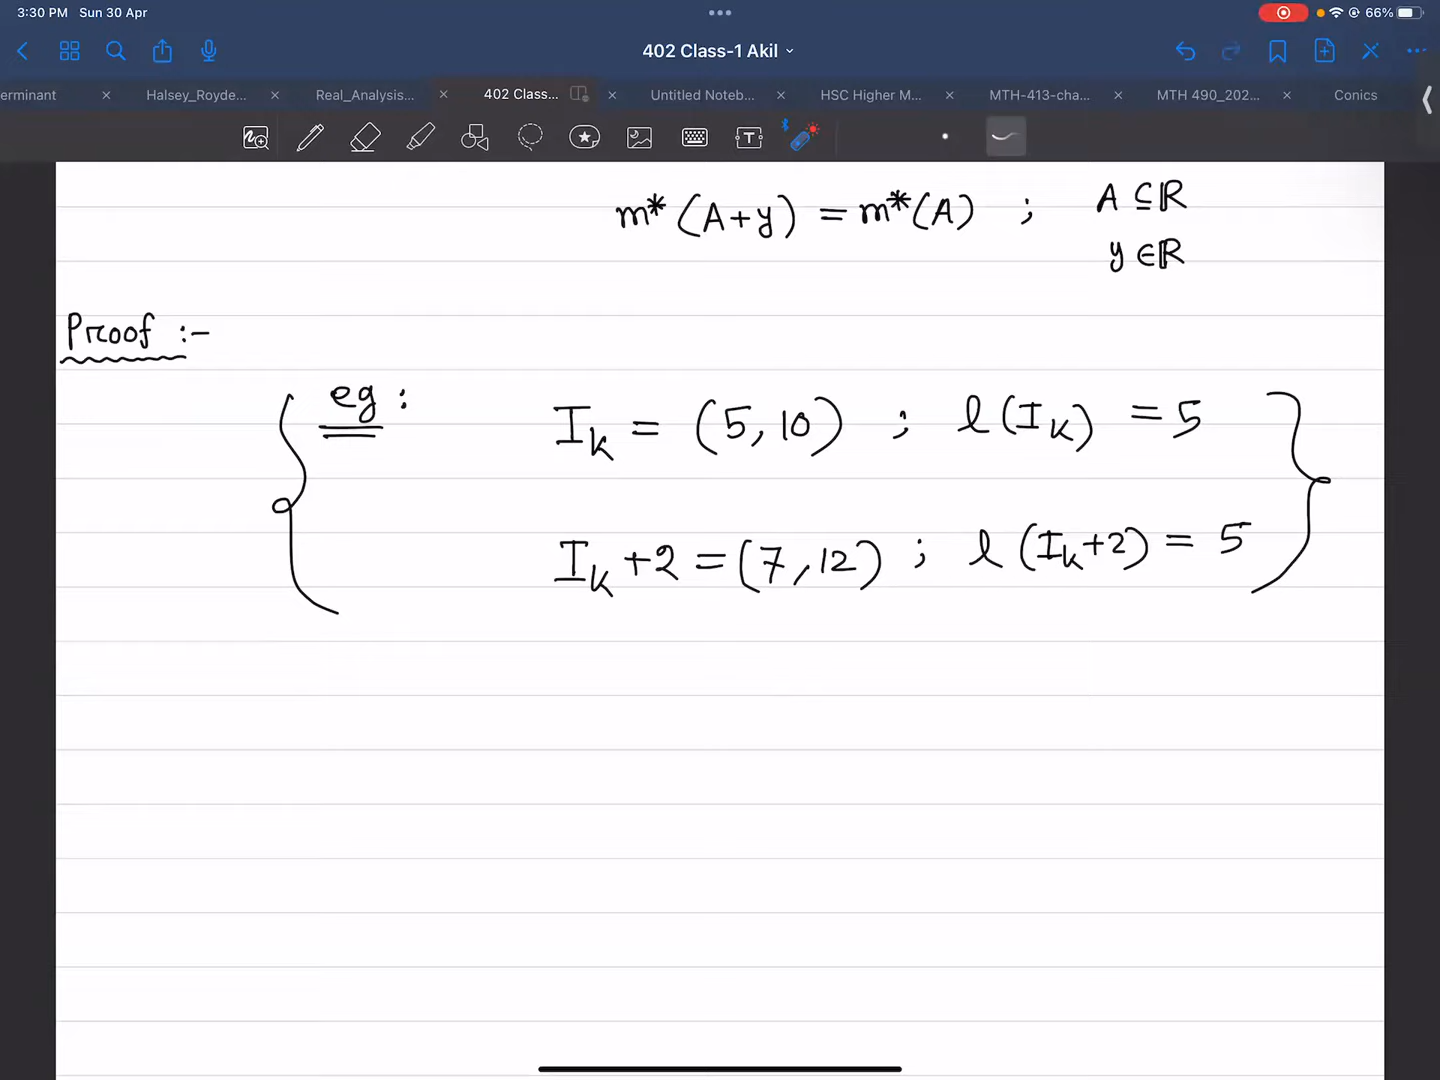 3:30 PM Sun 30 Apr
66%
402 Class-1 Akil
erminant
Halsey_Royde...
Real_Analysis...
402 Class...
Untitled Noteb...
HSC Higher M...
MTH-413-cha...
MTH 490_202...
Conics
m* (A+y) = m*(A) ; A ⊆ ℝ
y ∈ ℝ
Proof :-
eg : I_k = (5, 10) ; l(I_k) = 5
I_k + 2 = (7, 12) ; l (I_k+2) = 5